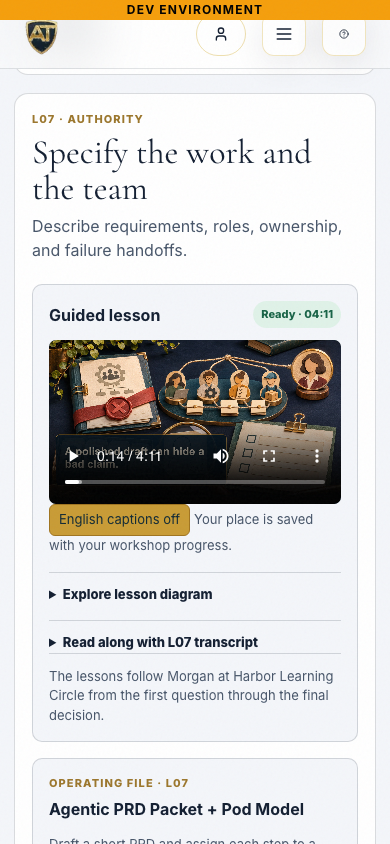 DEV ENVIRONMENT
AT
L07 · AUTHORITY
Specify the work and
the team
Describe requirements, roles, ownership,
and failure handoffs.
Guided lesson
Ready · 04:11
A polished draft can hide a
bad claim.
0:14 / 4:11
English captions off
Your place is saved
with your workshop progress.
Explore lesson diagram
Read along with L07 transcript
The lessons follow Morgan at Harbor Learning
Circle from the first question through the final
decision.
OPERATING FILE · L07
Agentic PRD Packet + Pod Model
Draft a short PRD and assign each step to a